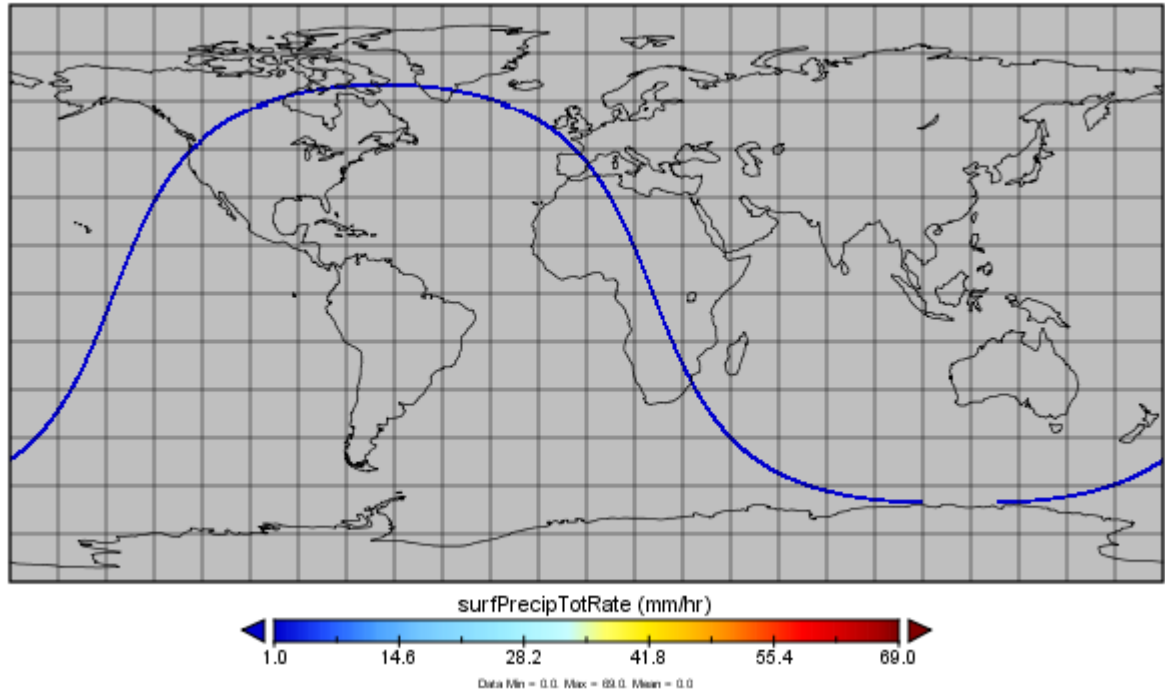 surfPrecipTotRate (mm/hr)
1.0 14.6 28.2 41.8 55.4 69.0
Data Min = 0.0, Max = 69.0, Mean = 0.0